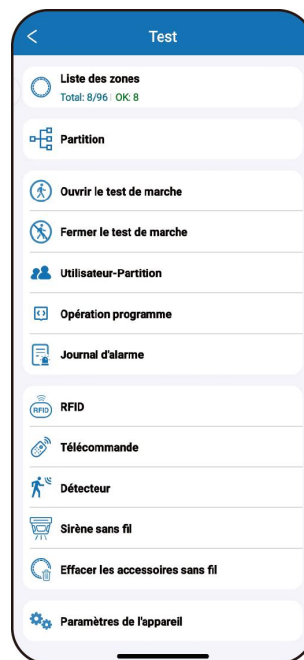 Test
Liste des zones
Total: 8/96 OK: 8
Partition
Ouvrir le test de marche
Fermer le test de marche
Utilisateur-Partition
Opération programme
Journal d'alarme
RFID
RFID
Télécommande
Détecteur
Sirène sans fil
Effacer les accessoires sans fil
Paramètres de l'appareil